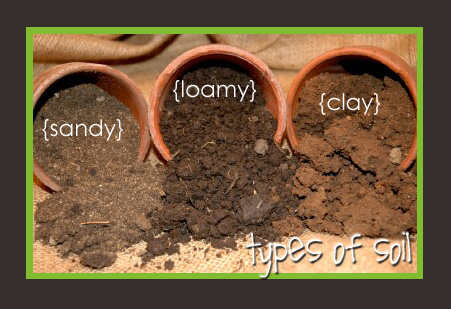 {sandy}
{loamy}
{clay}
types of soil